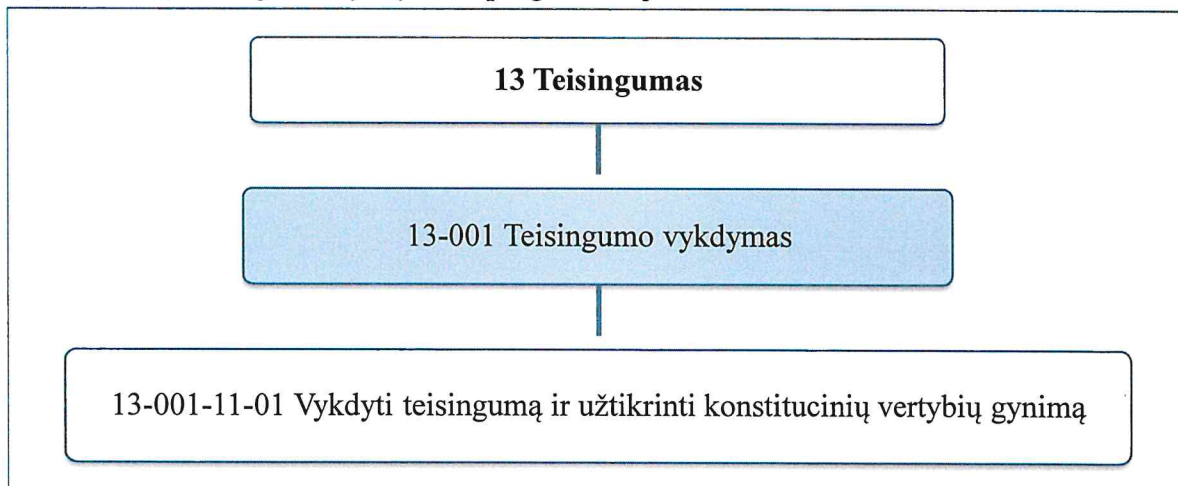 13 Teisingumas
13-001 Teisingumo vykdymas
13-001-11-01 Vykdyti teisingumą ir užtikrinti konstitucinių vertybių gynimą